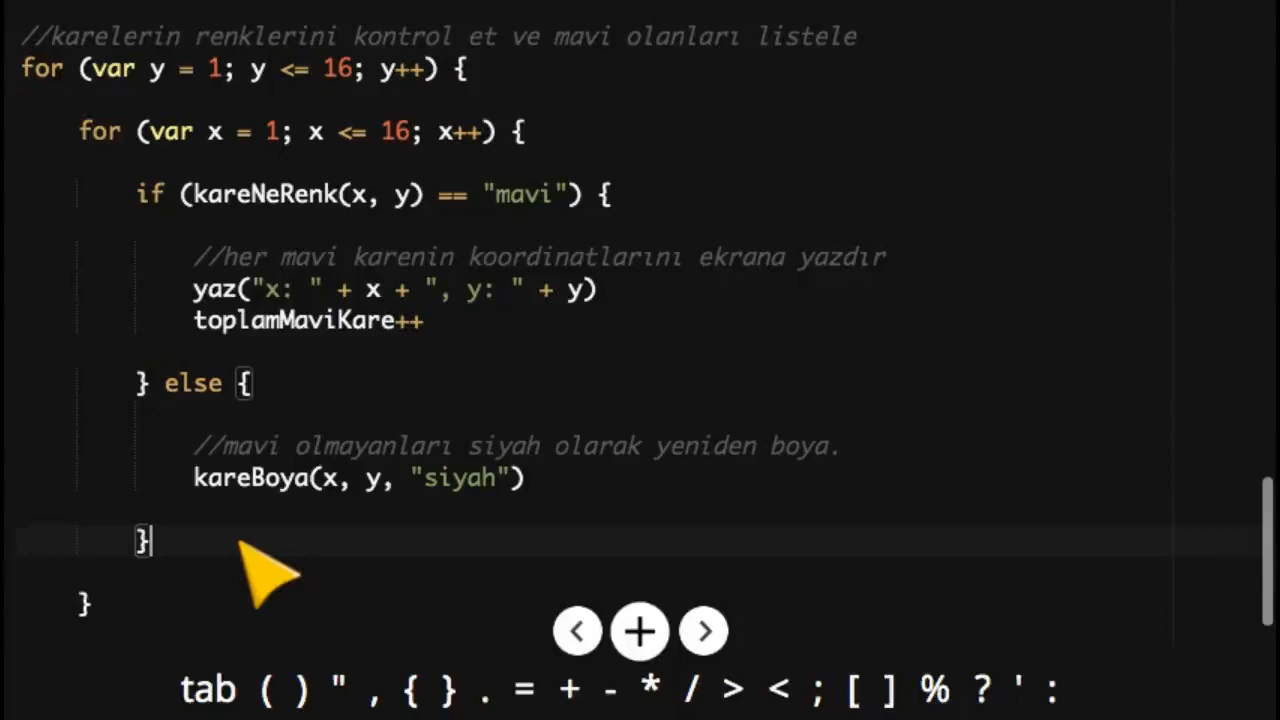 //karelerin renklerini kontrol et ve mavi olanları listele
for (var y = 1; y <= 16; y++) {
for (var x = 1; x <= 16; x++) {
if (kareNeRenk(x, y) == "mavi") {
//her mavi karenin koordinatlarını ekrana yazdır
yaz("x: " + x + ", y: " + y)
toplamMaviKare++
} else {
//mavi olmayanları siyah olarak yeniden boya.
kareBoya(x, y, "siyah")
}
}
< + >
tab ( ) " , { } . = + - * / > < ; [ ] % ? ' :